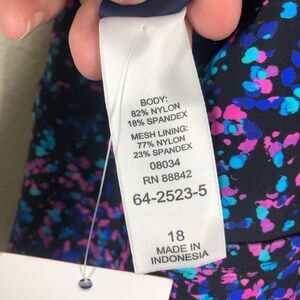 BODY:
82% NYLON
18% SPANDEX
MESH LINING:
77% NYLON
23% SPANDEX
08034
RN 88842
64-2523-5
18
MADE IN
INDONESIA